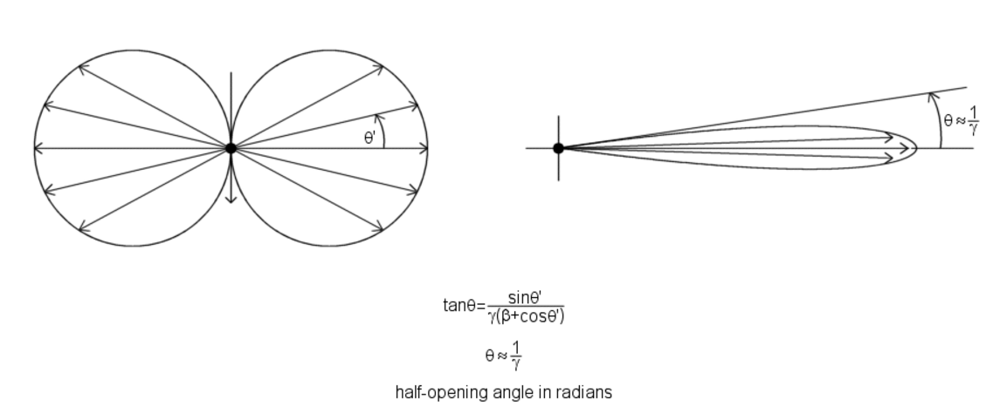 θ'
θ≈1/γ
tanθ=sinθ'/γ(β+cosθ')
θ≈1/γ
half-opening angle in radians